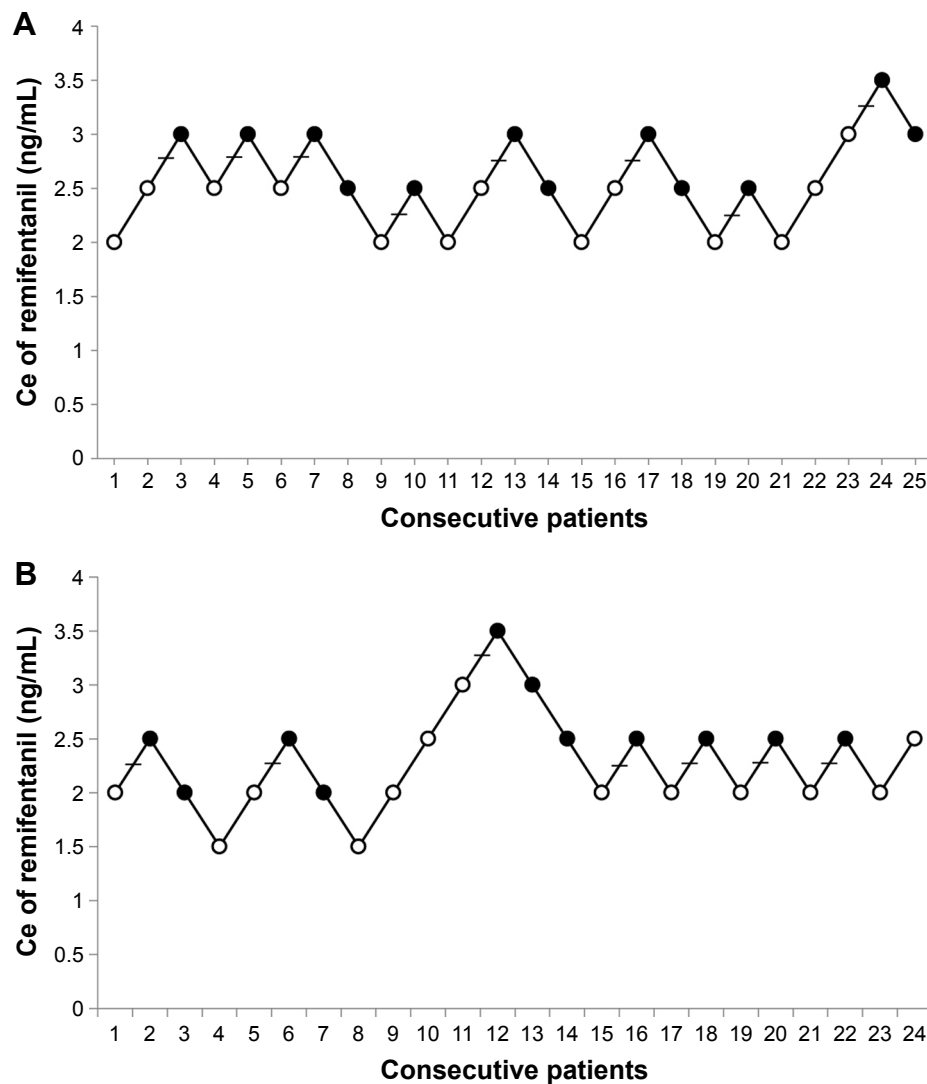 A
Ce of remifentanil (ng/mL)
4
3.5
3
2.5
2
1.5
1
0.5
0
1 2 3 4 5 6 7 8 9 10 11 12 13 14 15 16 17 18 19 20 21 22 23 24 25
Consecutive patients
B
Ce of remifentanil (ng/mL)
4
3.5
3
2.5
2
1.5
1
0.5
0
1 2 3 4 5 6 7 8 9 10 11 12 13 14 15 16 17 18 19 20 21 22 23 24
Consecutive patients